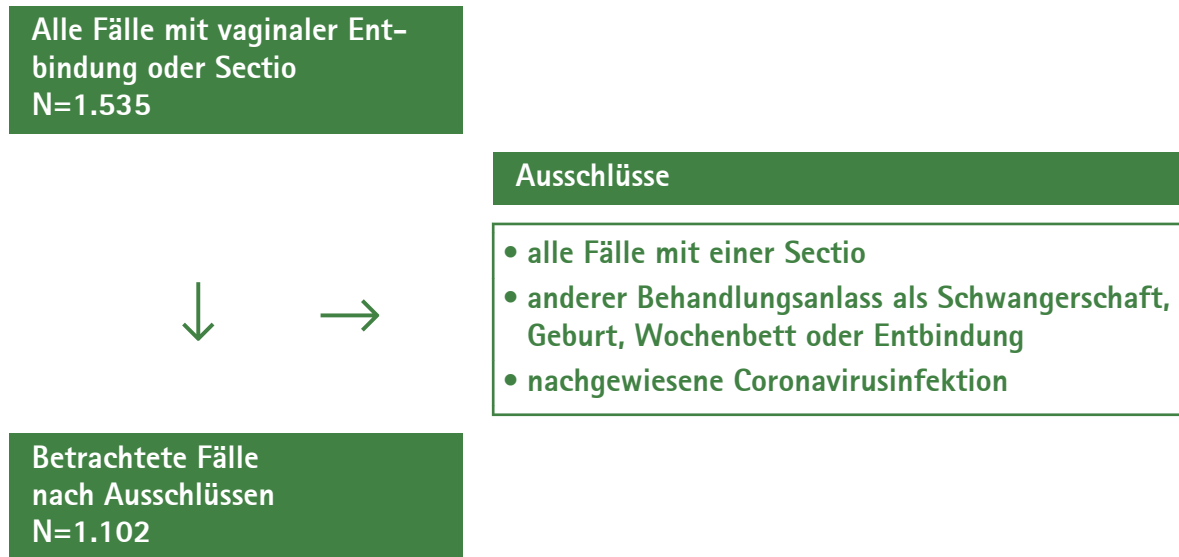 Alle Fälle mit vaginaler Ent-
bindung oder Sectio
N=1.535
Ausschlüsse
• alle Fälle mit einer Sectio
• anderer Behandlungsanlass als Schwangerschaft,
Geburt, Wochenbett oder Entbindung
• nachgewiesene Coronavirusinfektion
Betrachtete Fälle
nach Ausschlüssen
N=1.102